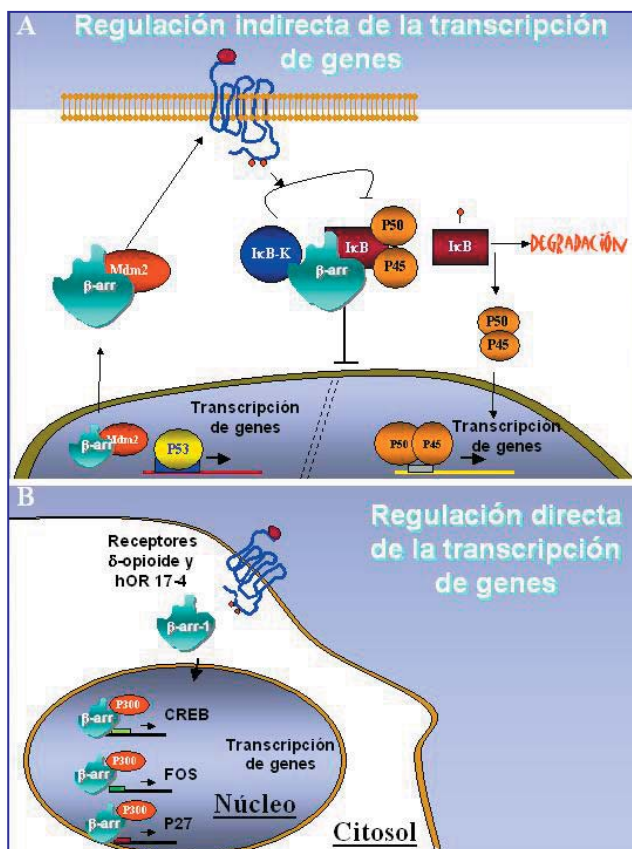 A
Regulación indirecta de la transcripción
de genes
P50
IκB-K
IκB
P45
β-arr
IκB
DEGRADACIÓN
Mdm2
β-arr
P50
P45
Transcripción
de genes
Mdm2
β-arr
P53
Transcripción
de genes
P50
P45
B
Regulación directa
de la transcripción
de genes
Receptores
δ-opioide y
hOR 17-4
β-arr-1
P300
β-arr
CREB
Transcripción
de genes
P300
β-arr
FOS
Núcleo
P300
β-arr
P27
Citosol